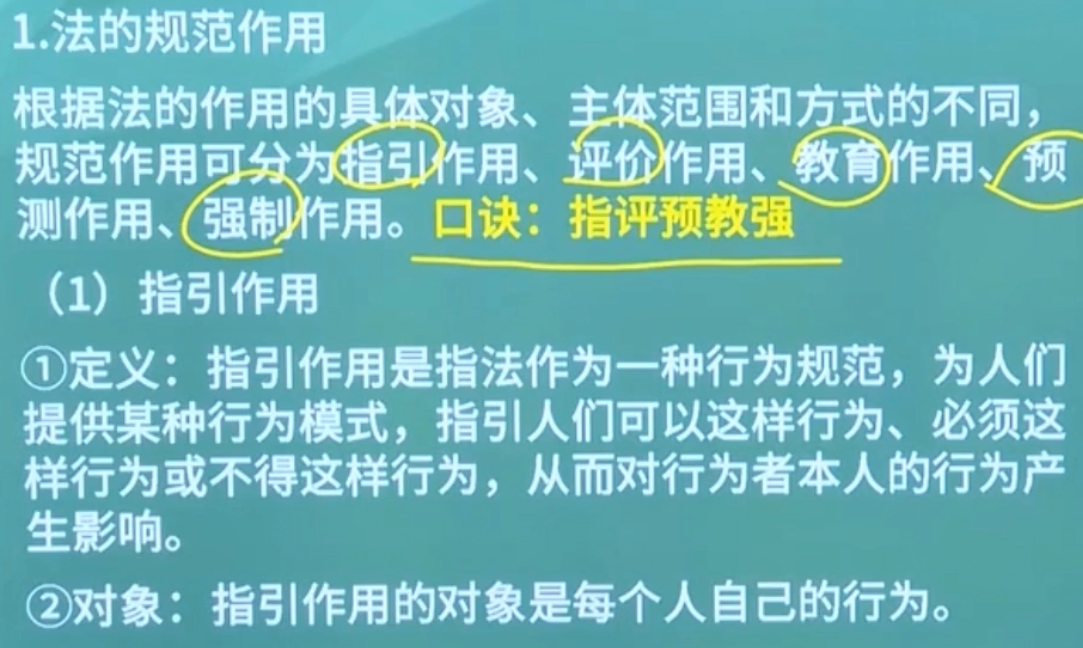 1.法的规范作用
根据法的作用的具体对象、主体范围和方式的不同，
规范作用可分为指引作用、评价作用、教育作用、预
测作用、强制作用。口诀：指评预教强
（1）指引作用
①定义：指引作用是指法作为一种行为规范，为人们
提供某种行为模式，指引人们可以这样行为、必须这
样行为或不得这样行为，从而对行为者本人的行为产
生影响。
②对象：指引作用的对象是每个人自己的行为。